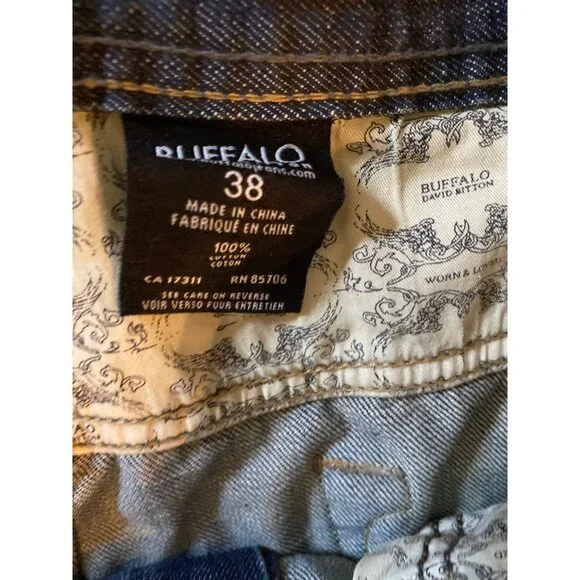 BUFFALO
38
MADE IN CHINA
FABRIQUÉ EN CHINE
100%
COTTON
COTON
CA 17311 RN 85706
SEE CARE ON REVERSE
VOIR VERSO POUR ENTRETIEN
BUFFALO
DAVID BITTON
WORN &